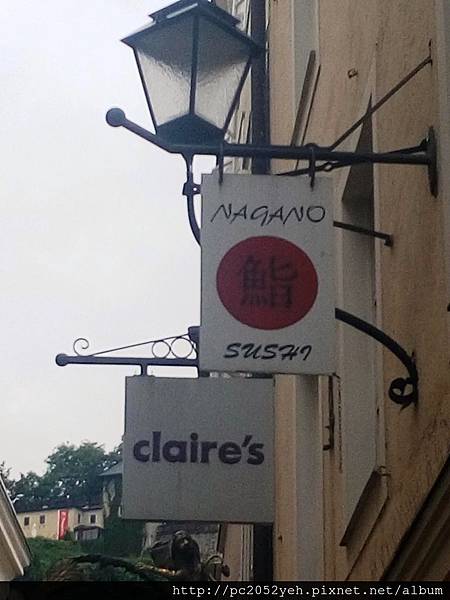 NAGANO
鮨
SUSHI
claire's
http://pc2052yeh.pixnet.net/album